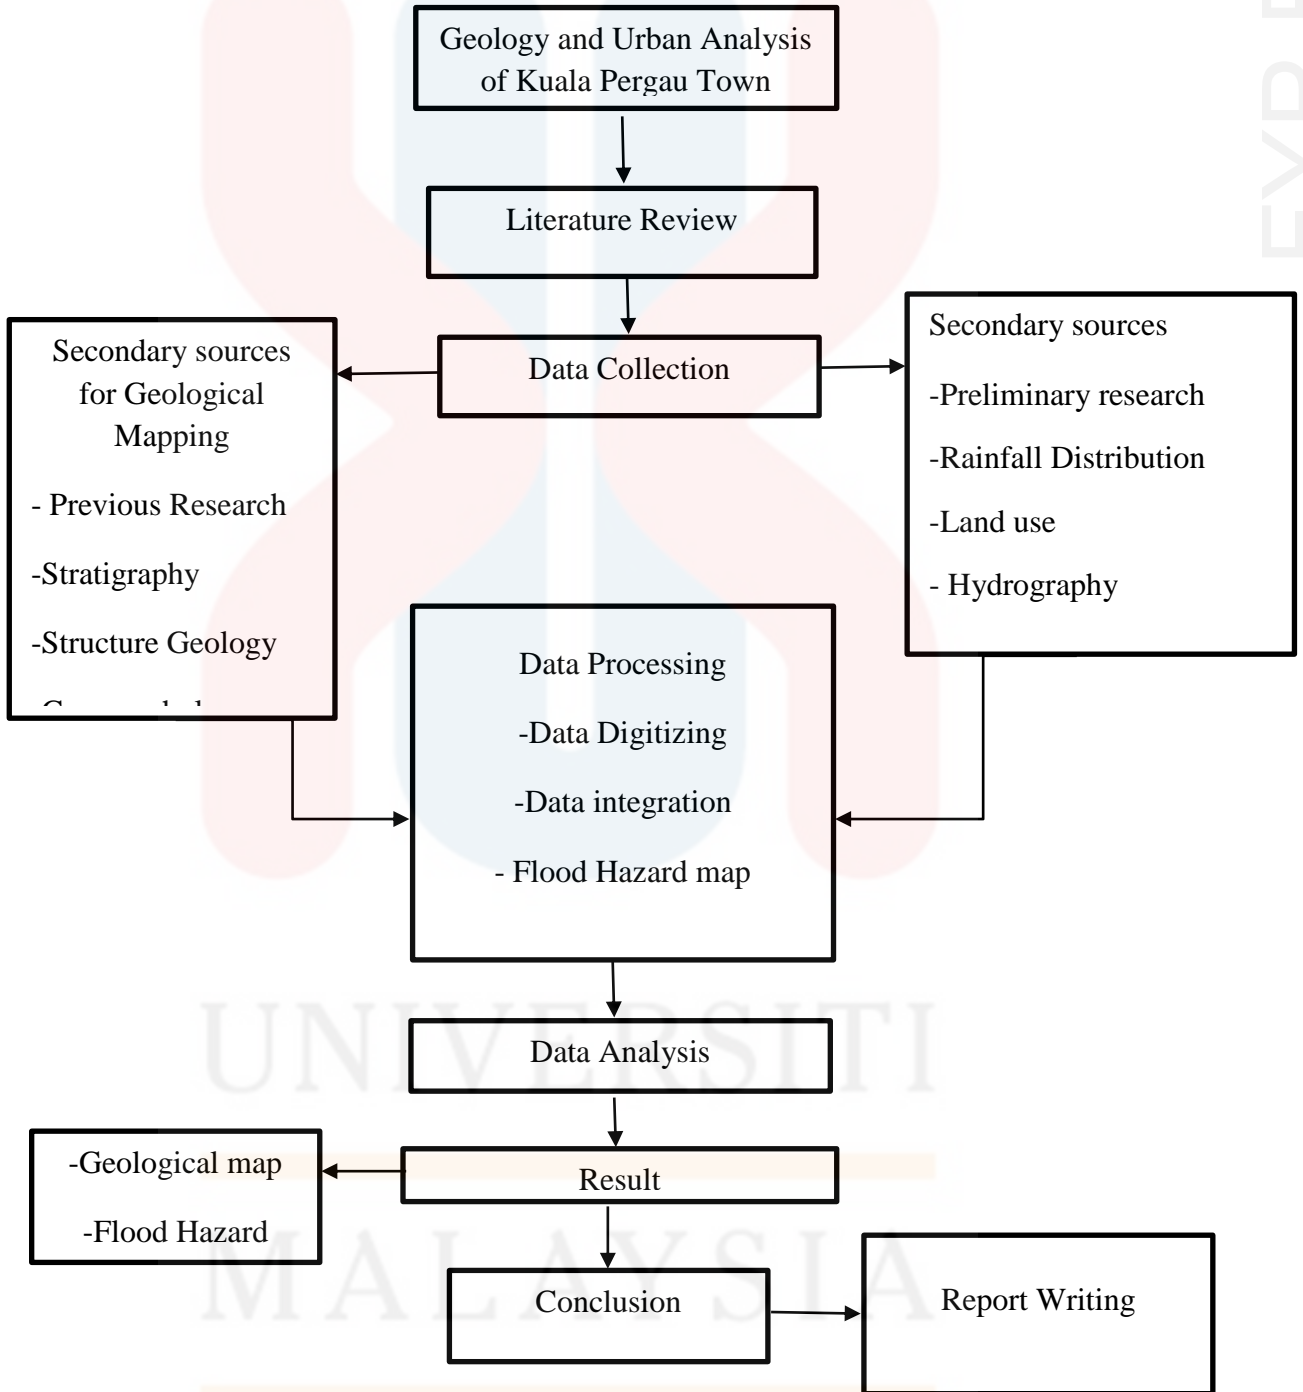 Geology and Urban Analysis
of Kuala Pergau Town
Literature Review
Data Collection
Secondary sources
for Geological
Mapping
- Previous Research
-Stratigraphy
-Structure Geology
Secondary sources
-Preliminary research
-Rainfall Distribution
-Land use
- Hydrography
Data Processing
-Data Digitizing
-Data integration
- Flood Hazard map
Data Analysis
Result
-Geological map
-Flood Hazard
Conclusion
Report Writing
UNIVERSITI
MALAYSIA